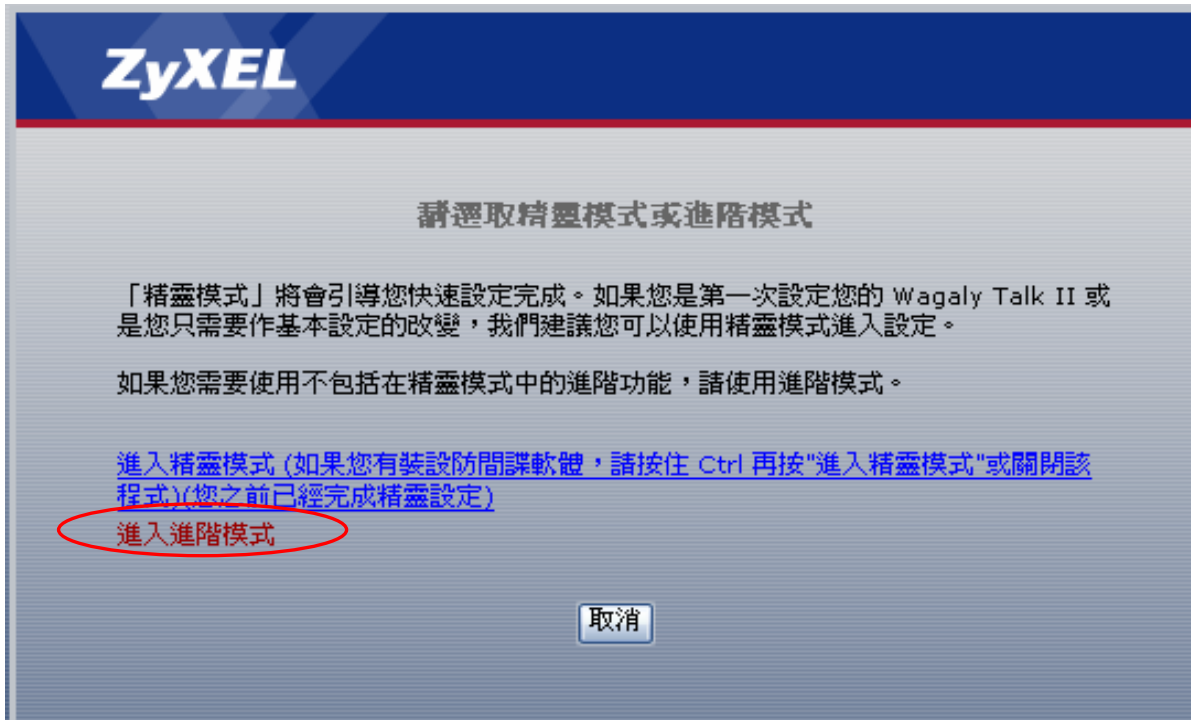 ZyXEL
請選取精靈模式或進階模式
「精靈模式」將會引導您快速設定完成。如果您是第一次設定您的 Wagaly Talk II 或
是您只需要作基本設定的改變，我們建議您可以使用精靈模式進入設定。
如果您需要使用不包括在精靈模式中的進階功能，請使用進階模式。
進入精靈模式 (如果您有裝設防間諜軟體，請按住 Ctrl 再按"進入精靈模式"或關閉該
程式)(您之前已經完成精靈設定)
進入進階模式
取消